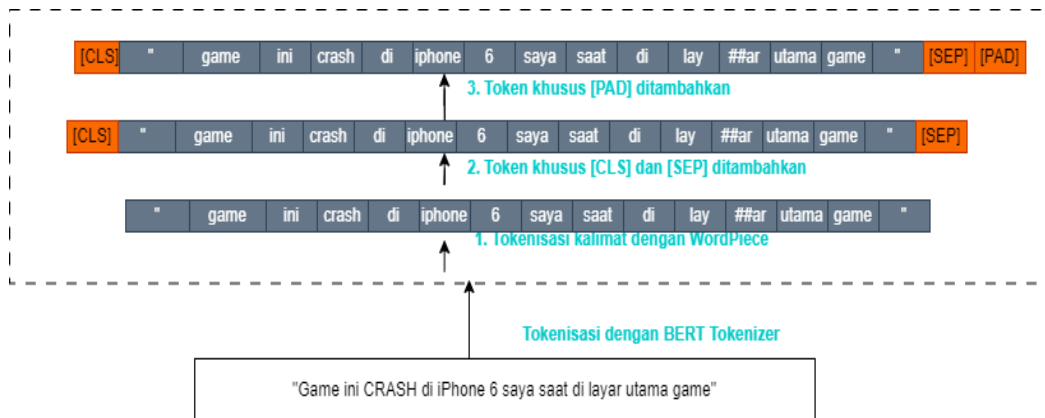 [CLS] " game ini crash di iphone 6 saya saat di lay ##ar utama game " [SEP] [PAD]
3. Token khusus [PAD] ditambahkan
[CLS] " game ini crash di iphone 6 saya saat di lay ##ar utama game " [SEP]
2. Token khusus [CLS] dan [SEP] ditambahkan
" game ini crash di iphone 6 saya saat di lay ##ar utama game "
1. Tokenisasi kalimat dengan WordPiece
Tokenisasi dengan BERT Tokenizer
"Game ini CRASH di iPhone 6 saya saat di layar utama game"